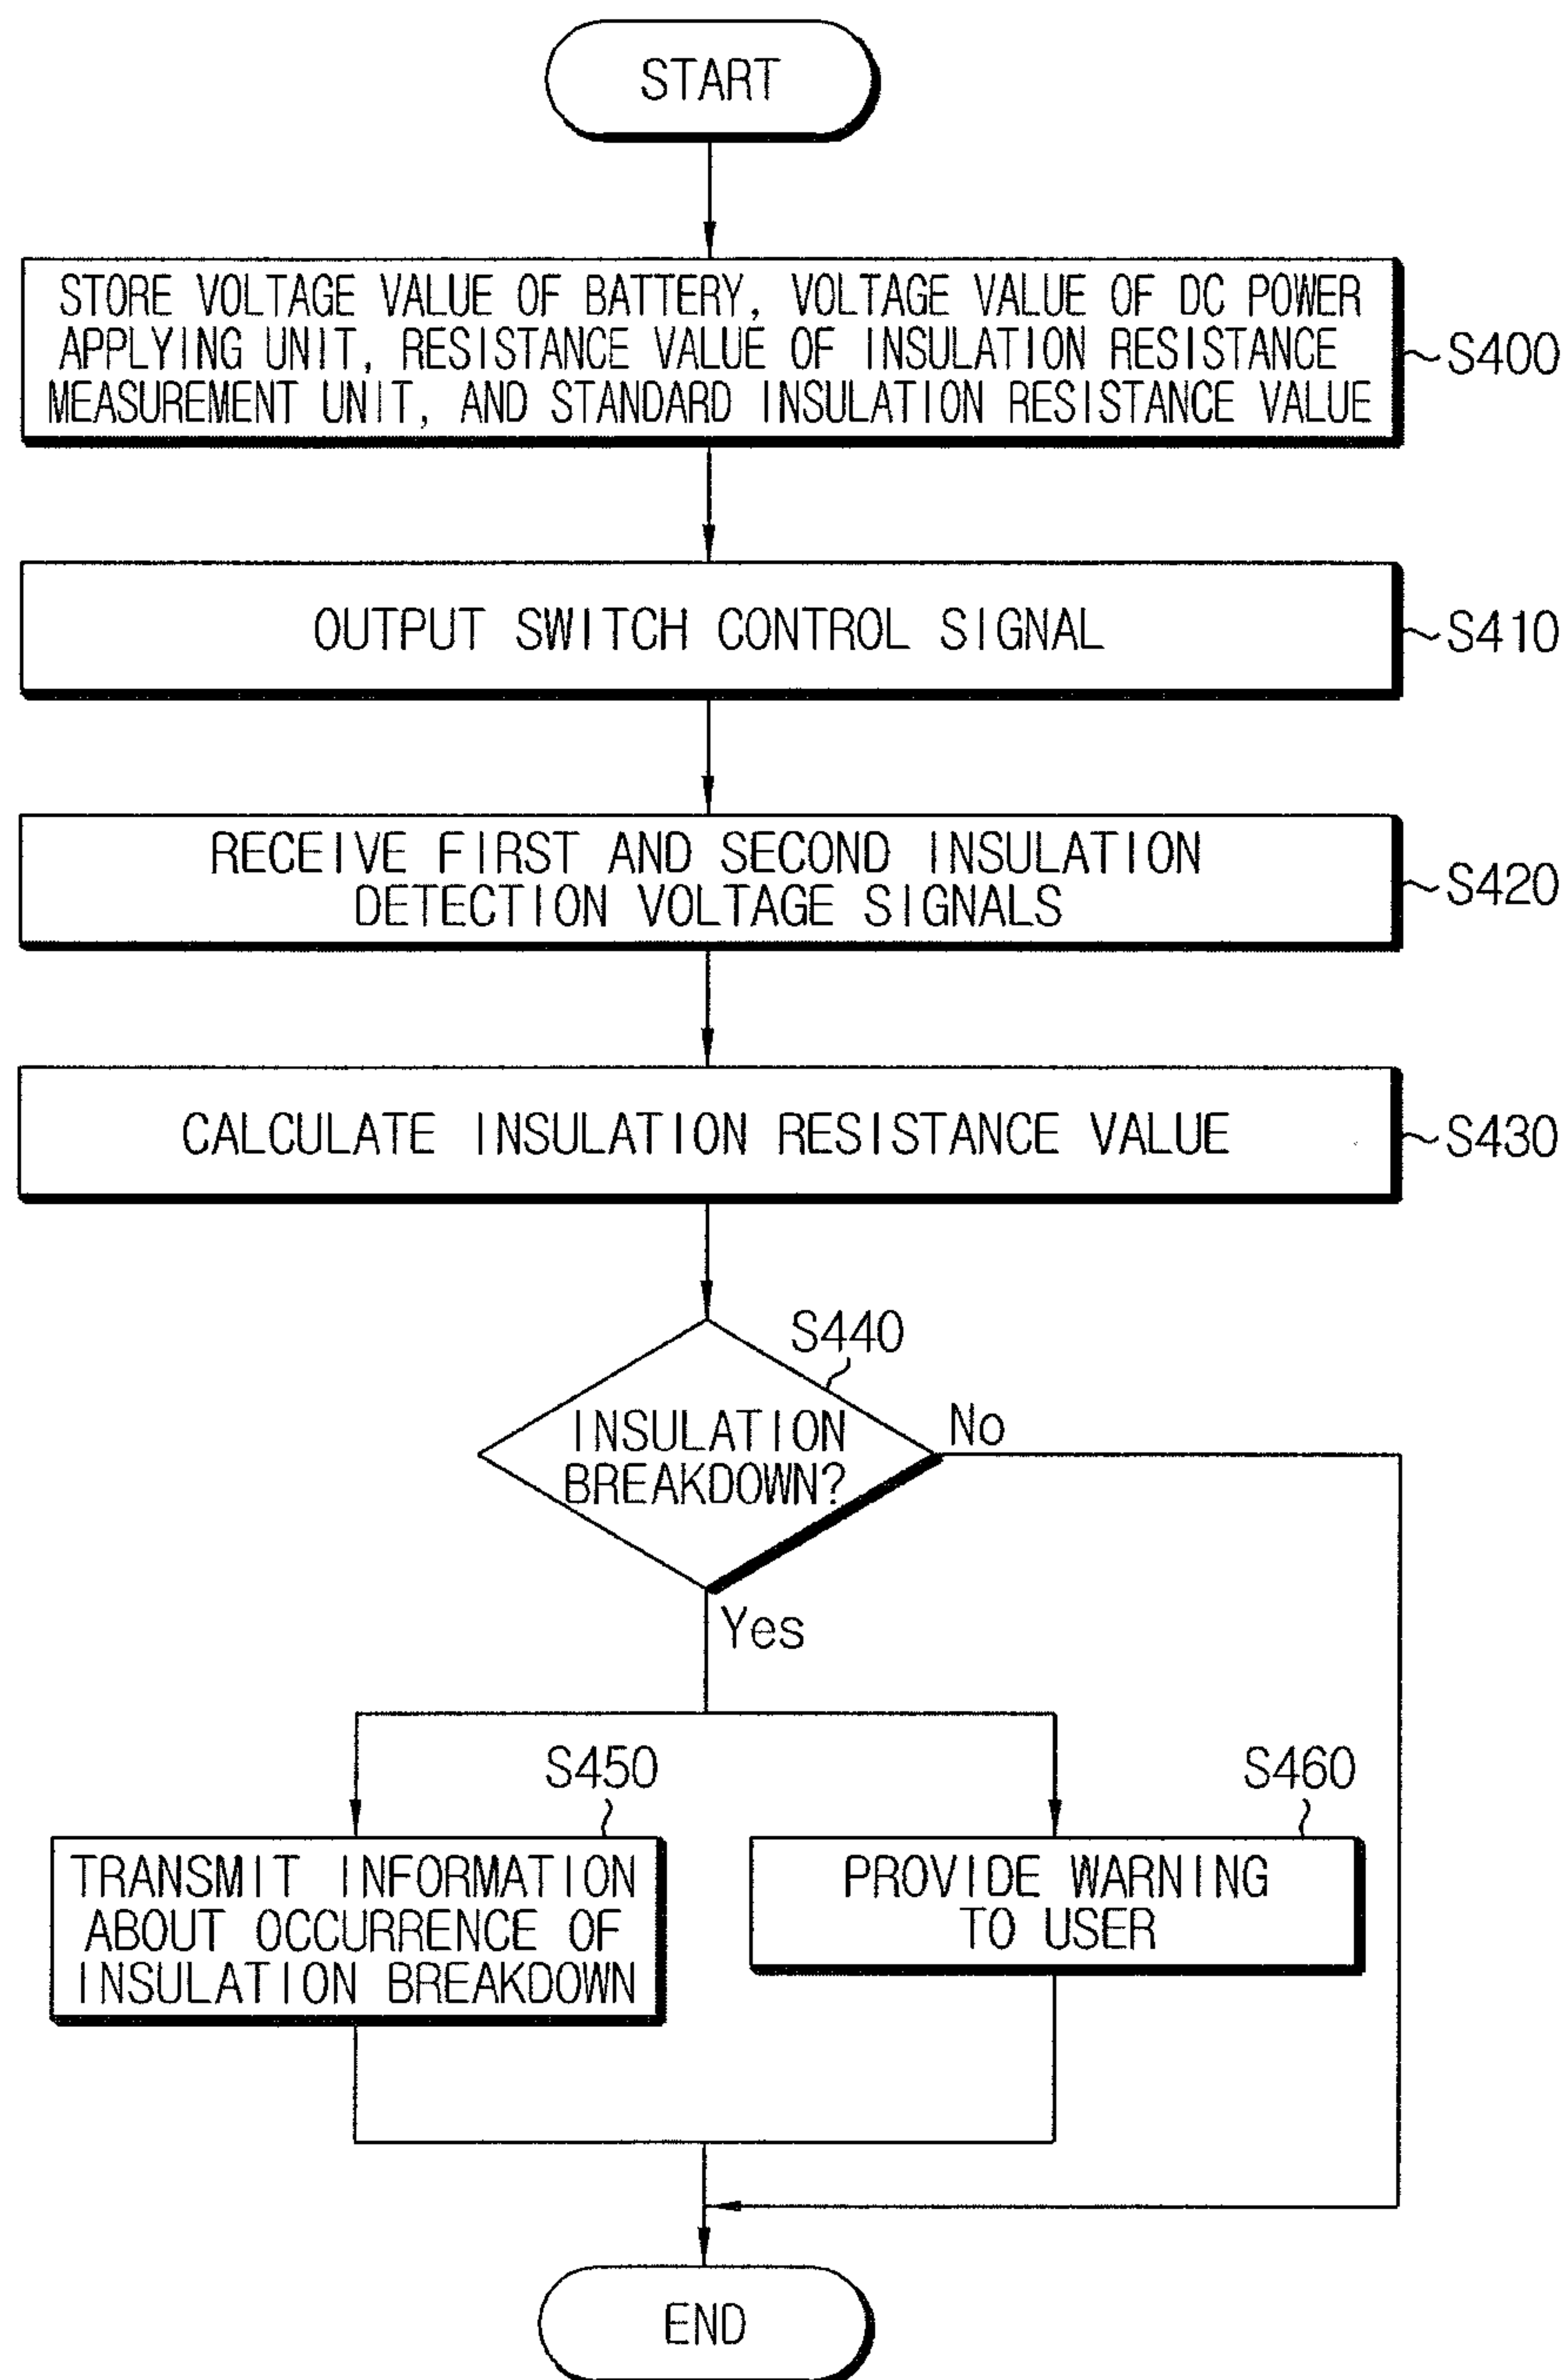 START
STORE VOLTAGE VALUE OF BATTERY, VOLTAGE VALUE OF DC POWER
APPLYING UNIT, RESISTANCE VALUE OF INSULATION RESISTANCE
MEASUREMENT UNIT, AND STANDARD INSULATION RESISTANCE VALUE
S400
OUTPUT SWITCH CONTROL SIGNAL
S410
RECEIVE FIRST AND SECOND INSULATION
DETECTION VOLTAGE SIGNALS
S420
CALCULATE INSULATION RESISTANCE VALUE
S430
S440
INSULATION
BREAKDOWN?
No
Yes
S450
TRANSMIT INFORMATION
ABOUT OCCURRENCE OF
INSULATION BREAKDOWN
S460
PROVIDE WARNING
TO USER
END